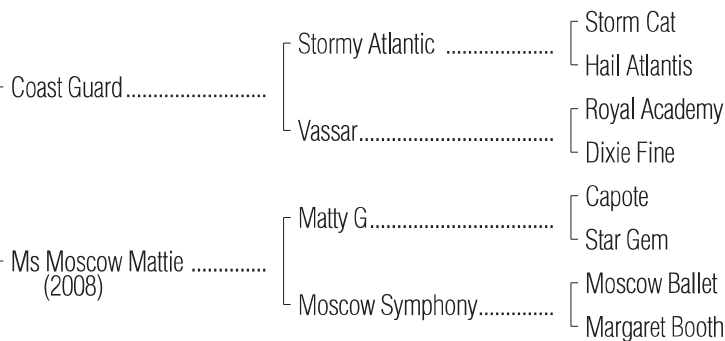 Storm Cat
Stormy Atlantic ....................
Hail Atlantis
Coast Guard ..........................
Royal Academy
Vassar ....................................
Dixie Fine
Capote
Matty G ..................................
Star Gem
Ms Moscow Mattie ..............
(2008)
Moscow Ballet
Moscow Symphony ..............
Margaret Booth